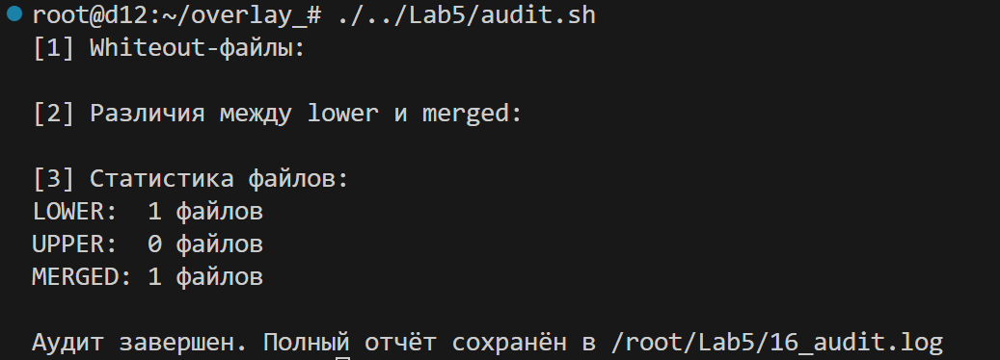 root@d12:~/overlay_# ./../Lab5/audit.sh
[1] Whiteout-файлы:
[2] Различия между lower и merged:
[3] Статистика файлов:
LOWER:  1 файлов
UPPER:  0 файлов
MERGED: 1 файлов
Аудит завершен. Полный отчёт сохранён в /root/Lab5/16_audit.log